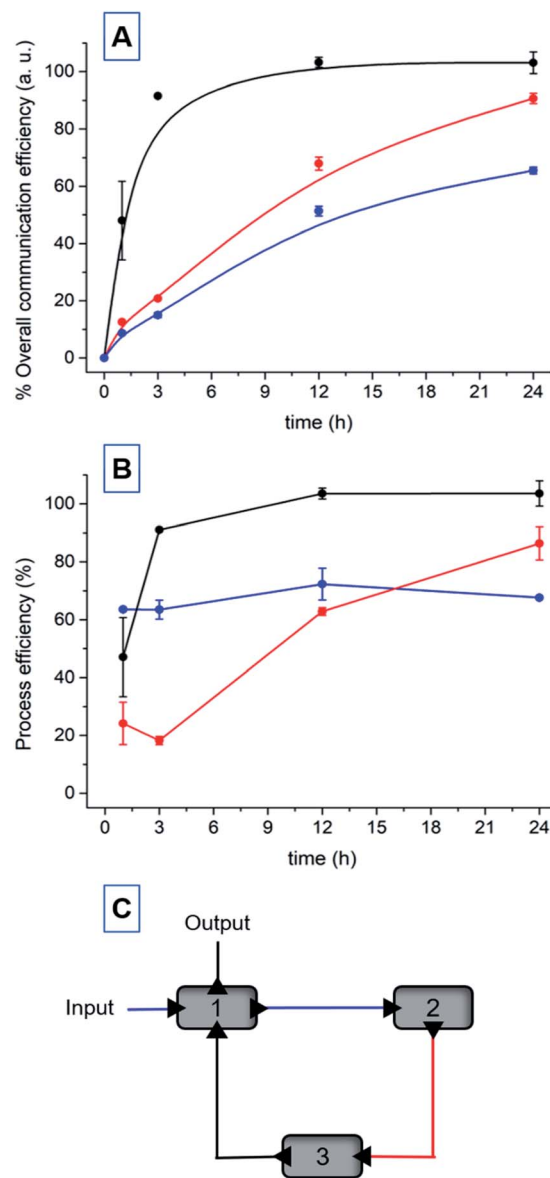 A
% Overall communication efficiency (a. u.)
100
80
60
40
20
0
0 3 6 9 12 15 18 21 24
time (h)
B
Process efficiency (%)
100
80
60
40
20
0
0 3 6 9 12 15 18 21 24
time (h)
C
Output
Input
1
2
3